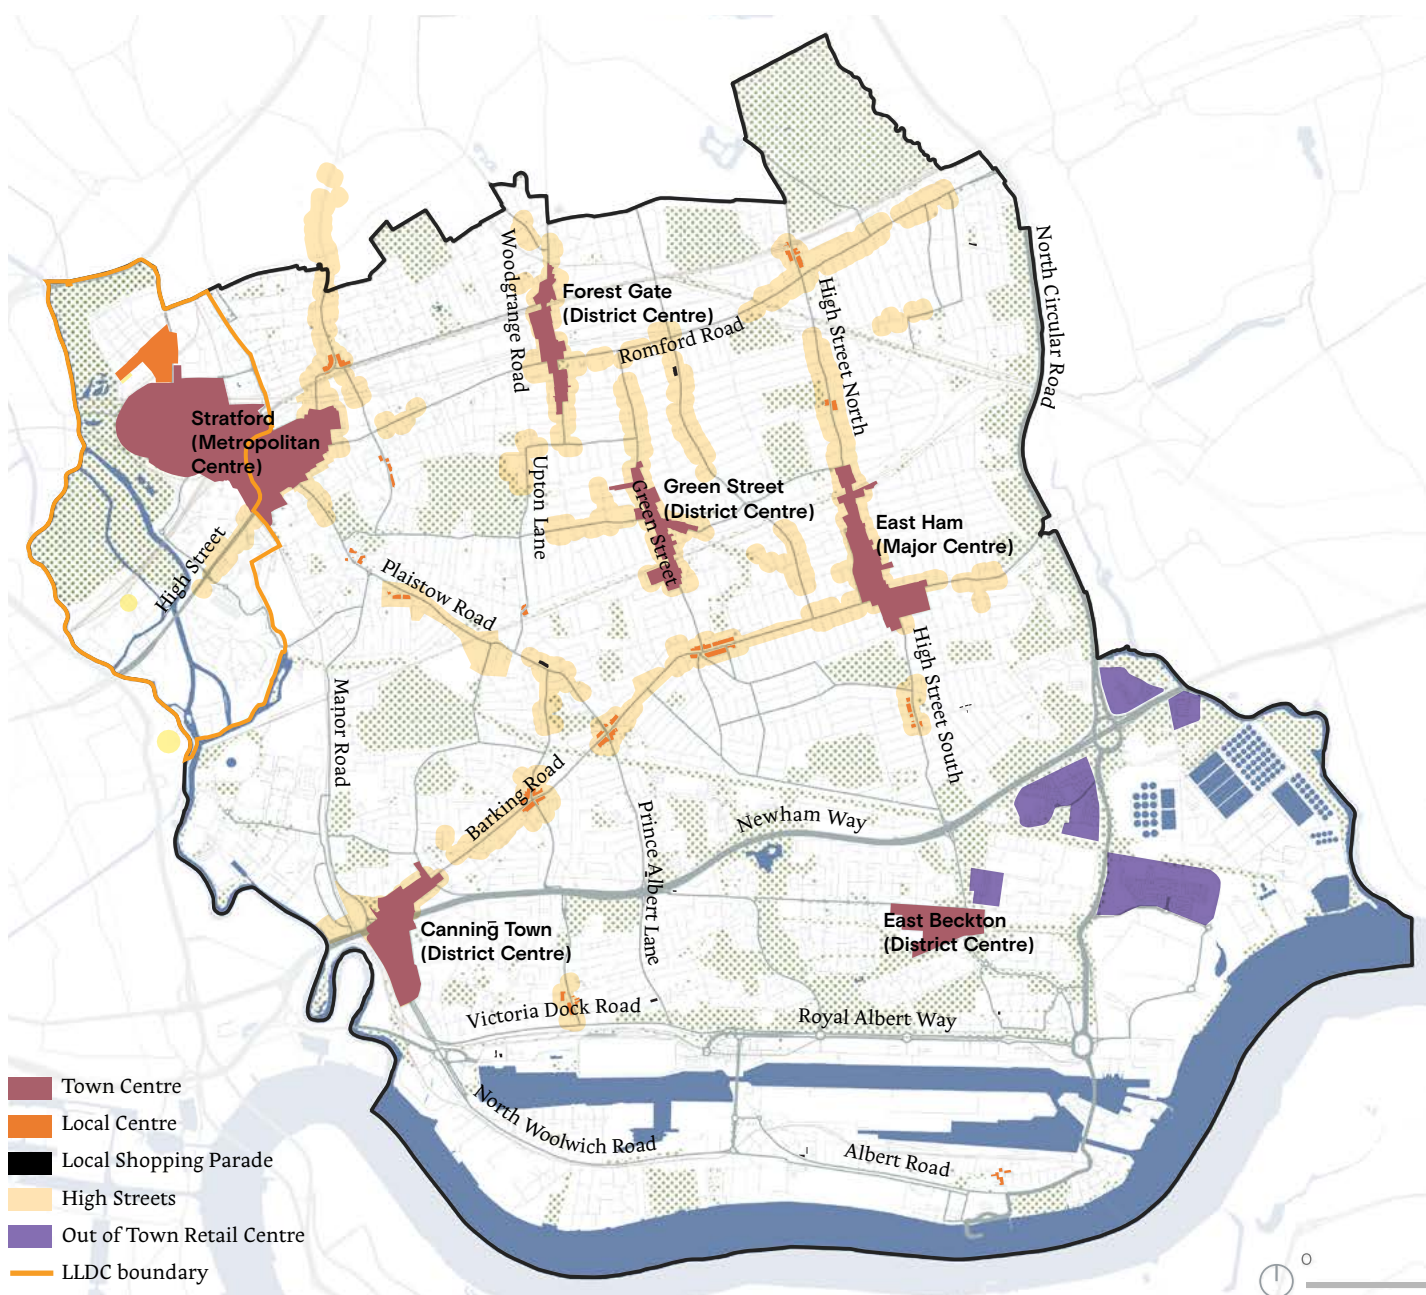 Woodgrange Road
Forest Gate
(District Centre)
Romford Road
High Street North
North Circular Road
Stratford
(Metropolitan
Centre)
Upton Lane
Green Street
Green Street
(District Centre)
East Ham
(Major Centre)
High Street
Plaistow Road
Manor Road
High Street South
Barking Road
Prince Albert Lane
Newham Way
Canning Town
(District Centre)
East Beckton
(District Centre)
Victoria Dock Road
Royal Albert Way
North Woolwich Road
Albert Road
Town Centre
Local Centre
Local Shopping Parade
High Streets
Out of Town Retail Centre
LLDC boundary
0